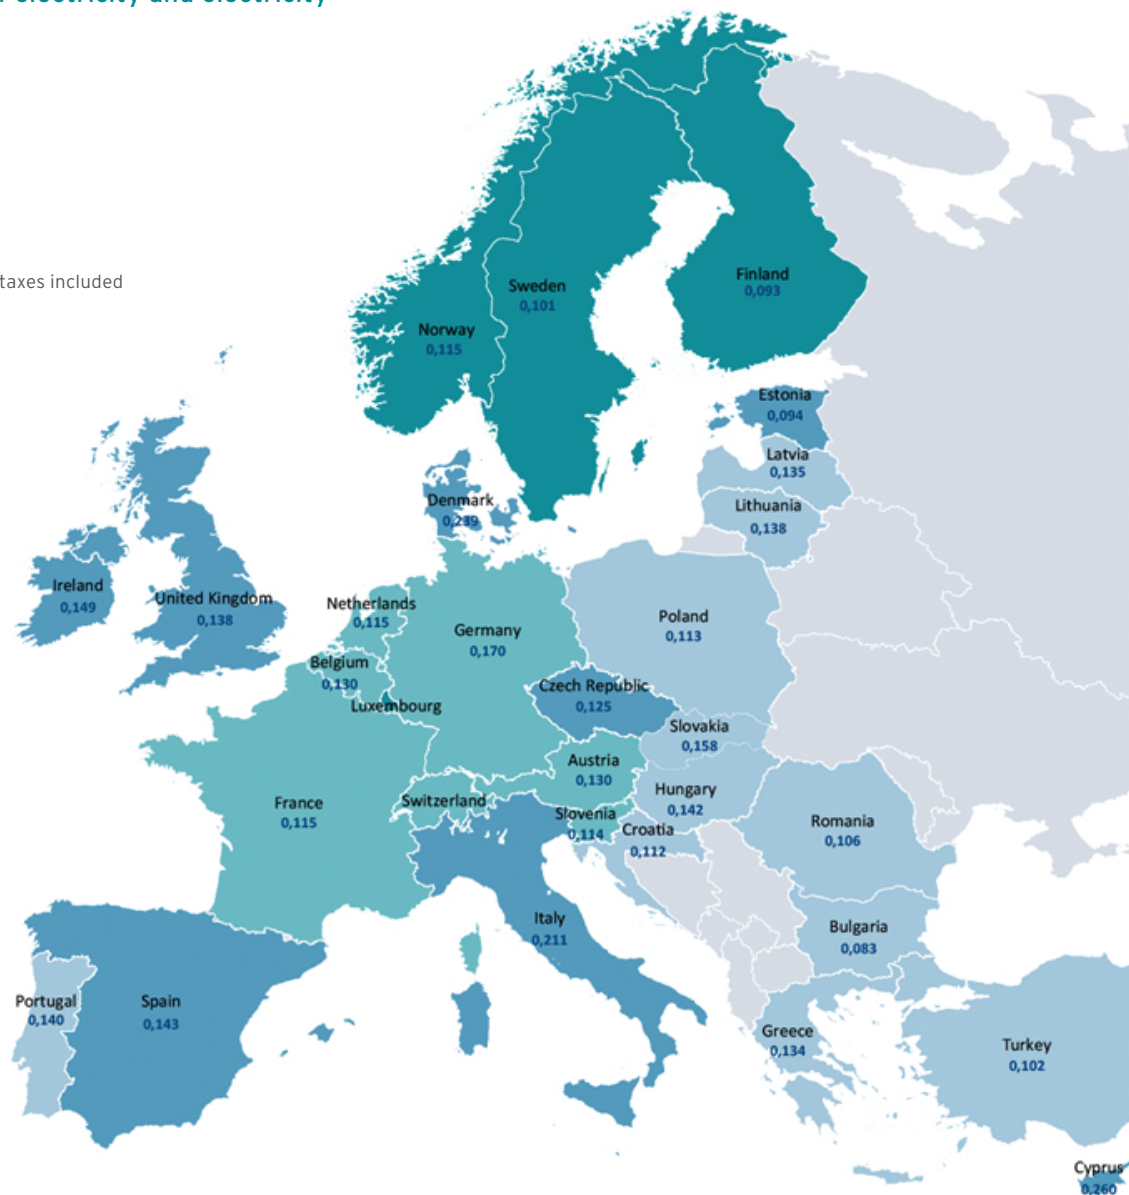 electricity and electricity
taxes included
Finland
0,093
Sweden
0,101
Norway
0,115
Estonia
0,094
Latvia
0,135
Denmark
0,239
Lithuania
0,138
Ireland
0,149
United Kingdom
0,138
Netherlands
0,115
Germany
0,170
Poland
0,113
Belgium
0,130
Czech Republic
0,125
Luxembourg
Slovakia
0,158
Austria
0,130
Hungary
0,142
France
0,115
Switzerland
Slovenia
0,114
Croatia
0,112
Romania
0,106
Italy
0,211
Bulgaria
0,083
Portugal
0,140
Spain
0,143
Greece
0,134
Turkey
0,102
Cyprus
0,260